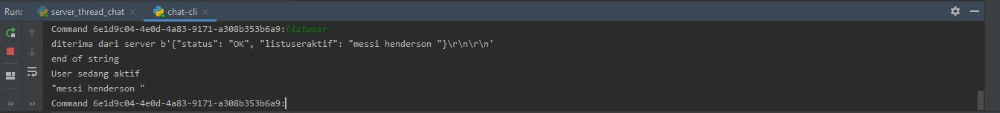 Run: server_thread_chat × chat-cli ×
Command 6e1d9c04-4e0d-4a83-9171-a308b353b6a9:listuser
diterima dari server b'{"status": "OK", "listuseraktif": "messi henderson "}\r\n\r\n'
end of string
User sedang aktif
"messi henderson "
Command 6e1d9c04-4e0d-4a83-9171-a308b353b6a9: